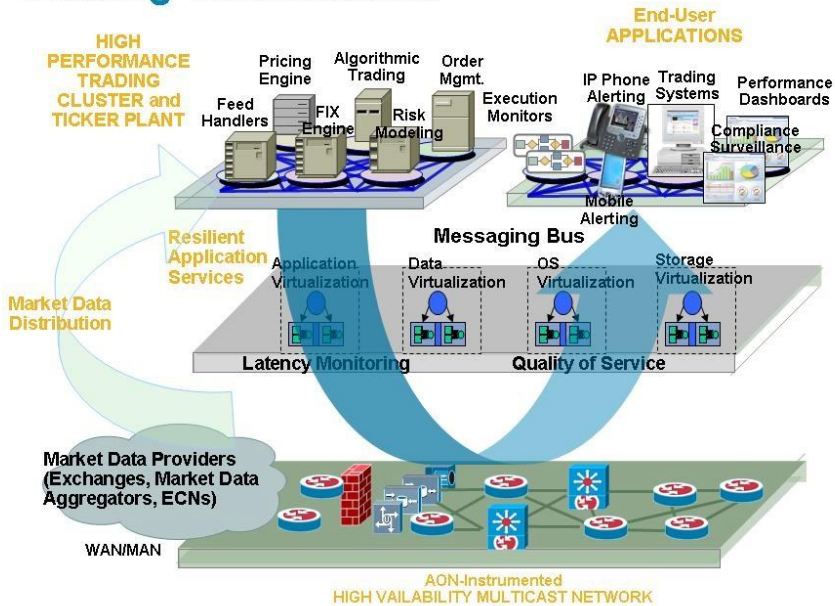 HIGH
PERFORMANCE
TRADING
CLUSTER and
TICKER PLANT
Pricing
Engine
Algorithmic
Trading
Order
Mgmt.
Feed
Handlers
FIX
Engine
Risk
Modeling
End-User
APPLICATIONS
Execution
Monitors
IP Phone
Alerting
Trading
Systems
Performance
Dashboards
Compliance
Surveillance
Mobile
Alerting
Messaging Bus
Resilient
Application
Services
Application
Virtualization
Data
Virtualization
OS
Virtualization
Storage
Virtualization
Latency Monitoring
Quality of Service
Market Data
Distribution
Market Data Providers
(Exchanges, Market Data
Aggregators, ECNs)
WAN/MAN
AON-Instrumented
HIGH VAILABILITY MULTICAST NETWORK